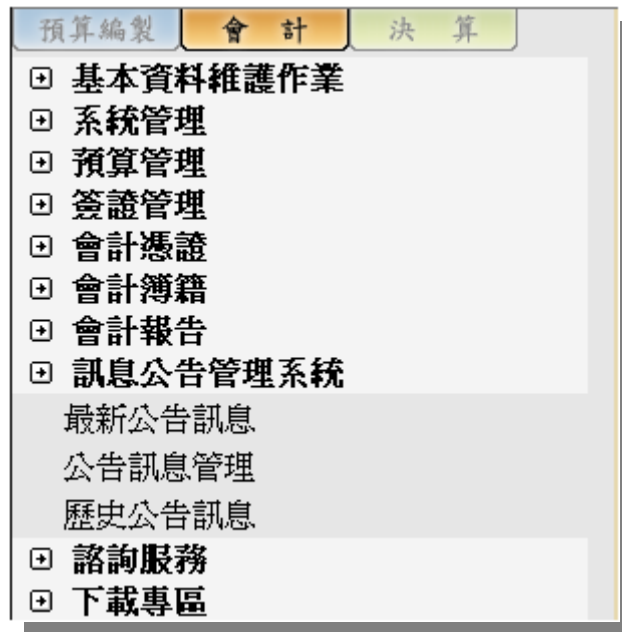 預算編製 會計 決算
基本資料維護作業
系統管理
預算管理
簽證管理
會計憑證
會計簿籍
會計報告
訊息公告管理系統
最新公告訊息
公告訊息管理
歷史公告訊息
諮詢服務
下載專區